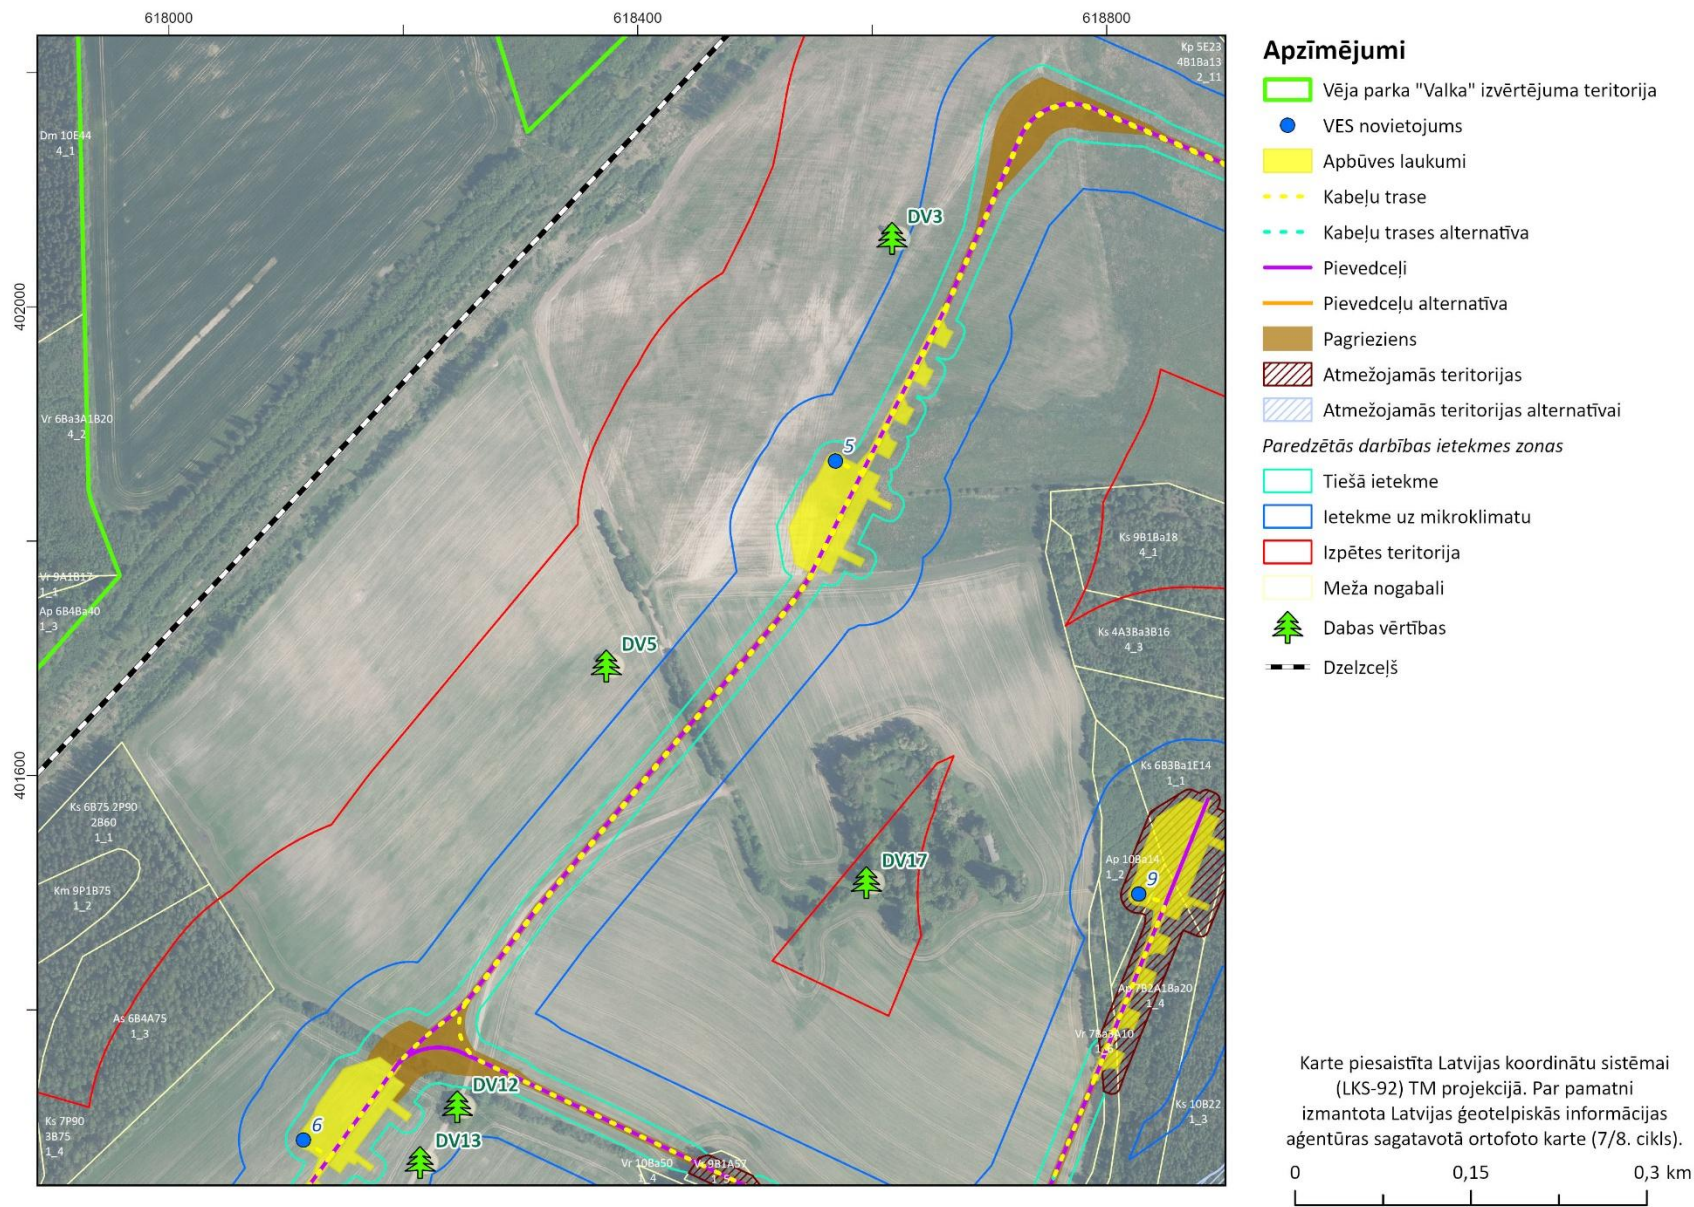 618000
618400
618800
402000
401600
Kp 5E23
4B1Ba13
2_11
Dm 10E44
4_1
Vr 6Ba3A1B20
4_2
Vr 9A1B17
1_1
Ap 6B4Ba40
1_3
DV3
5
Ks 9B1Ba18
4_1
Ks 4A3Ba3B16
4_3
DV5
Ks 6B3Ba1E14
1_1
Ks 6B75 2P90
2B60
1_1
Km 9P1B75
1_2
DV17
Ap 10Ba14
1_2
9
As 6B4A75
1_3
Ap 7B2A1Ba20
1_4
DV12
DV13
6
Ks 7P90
3B75
1_4
Vr 10Ba50
1_4
Ks 10B22
1_3
Apzīmējumi
Vēja parka "Valka" izvērtējuma teritorija
VES novietojums
Apbūves laukumi
Kabeļu trase
Kabeļu trases alternatīva
Pievedceļi
Pievedceļu alternatīva
Pagrieziens
Atmežojamās teritorijas
Atmežojamās teritorijas alternatīvai
Paredzētās darbības ietekmes zonas
Tiešā ietekme
Ietekme uz mikroklimatu
Izpētes teritorija
Meža nogabali
Dabas vērtības
Dzelzceļš
Karte piesaistīta Latvijas koordinātu sistēmai
(LKS-92) TM projekcijā. Par pamatni
izmantota Latvijas ģeotelpiskās informācijas
aģentūras sagatavotā ortofoto karte (7/8. cikls).
0 0,15 0,3 km